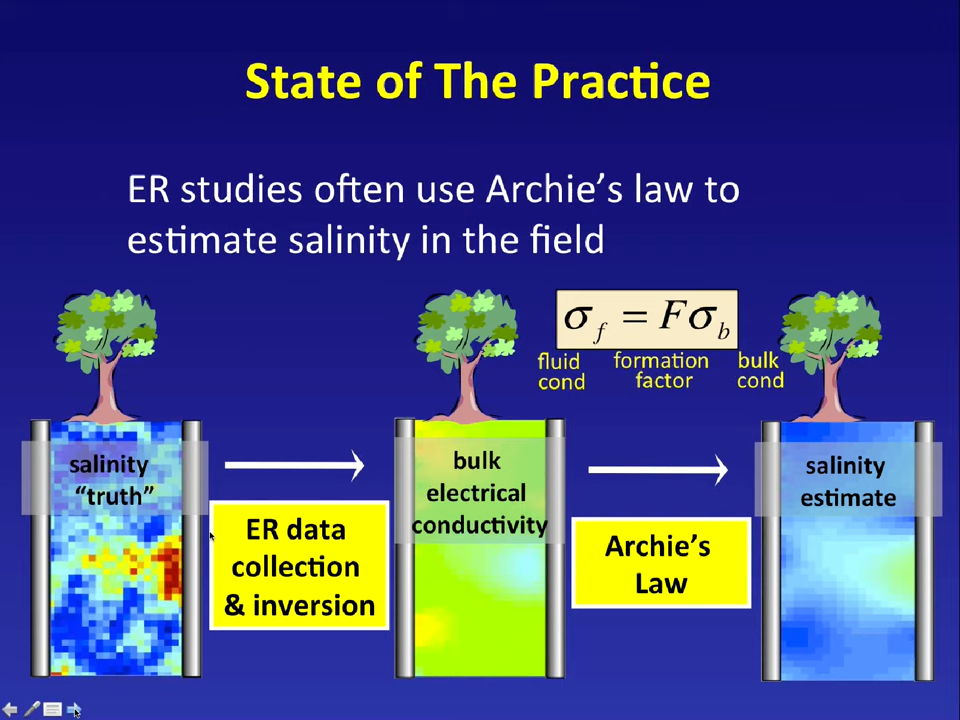 State of The Practice
ER studies often use Archie's law to
estimate salinity in the field
σf = Fσb
fluid
cond
formation
factor
bulk
cond
salinity
"truth"
ER data
collection
& inversion
bulk
electrical
conductivity
Archie's
Law
salinity
estimate